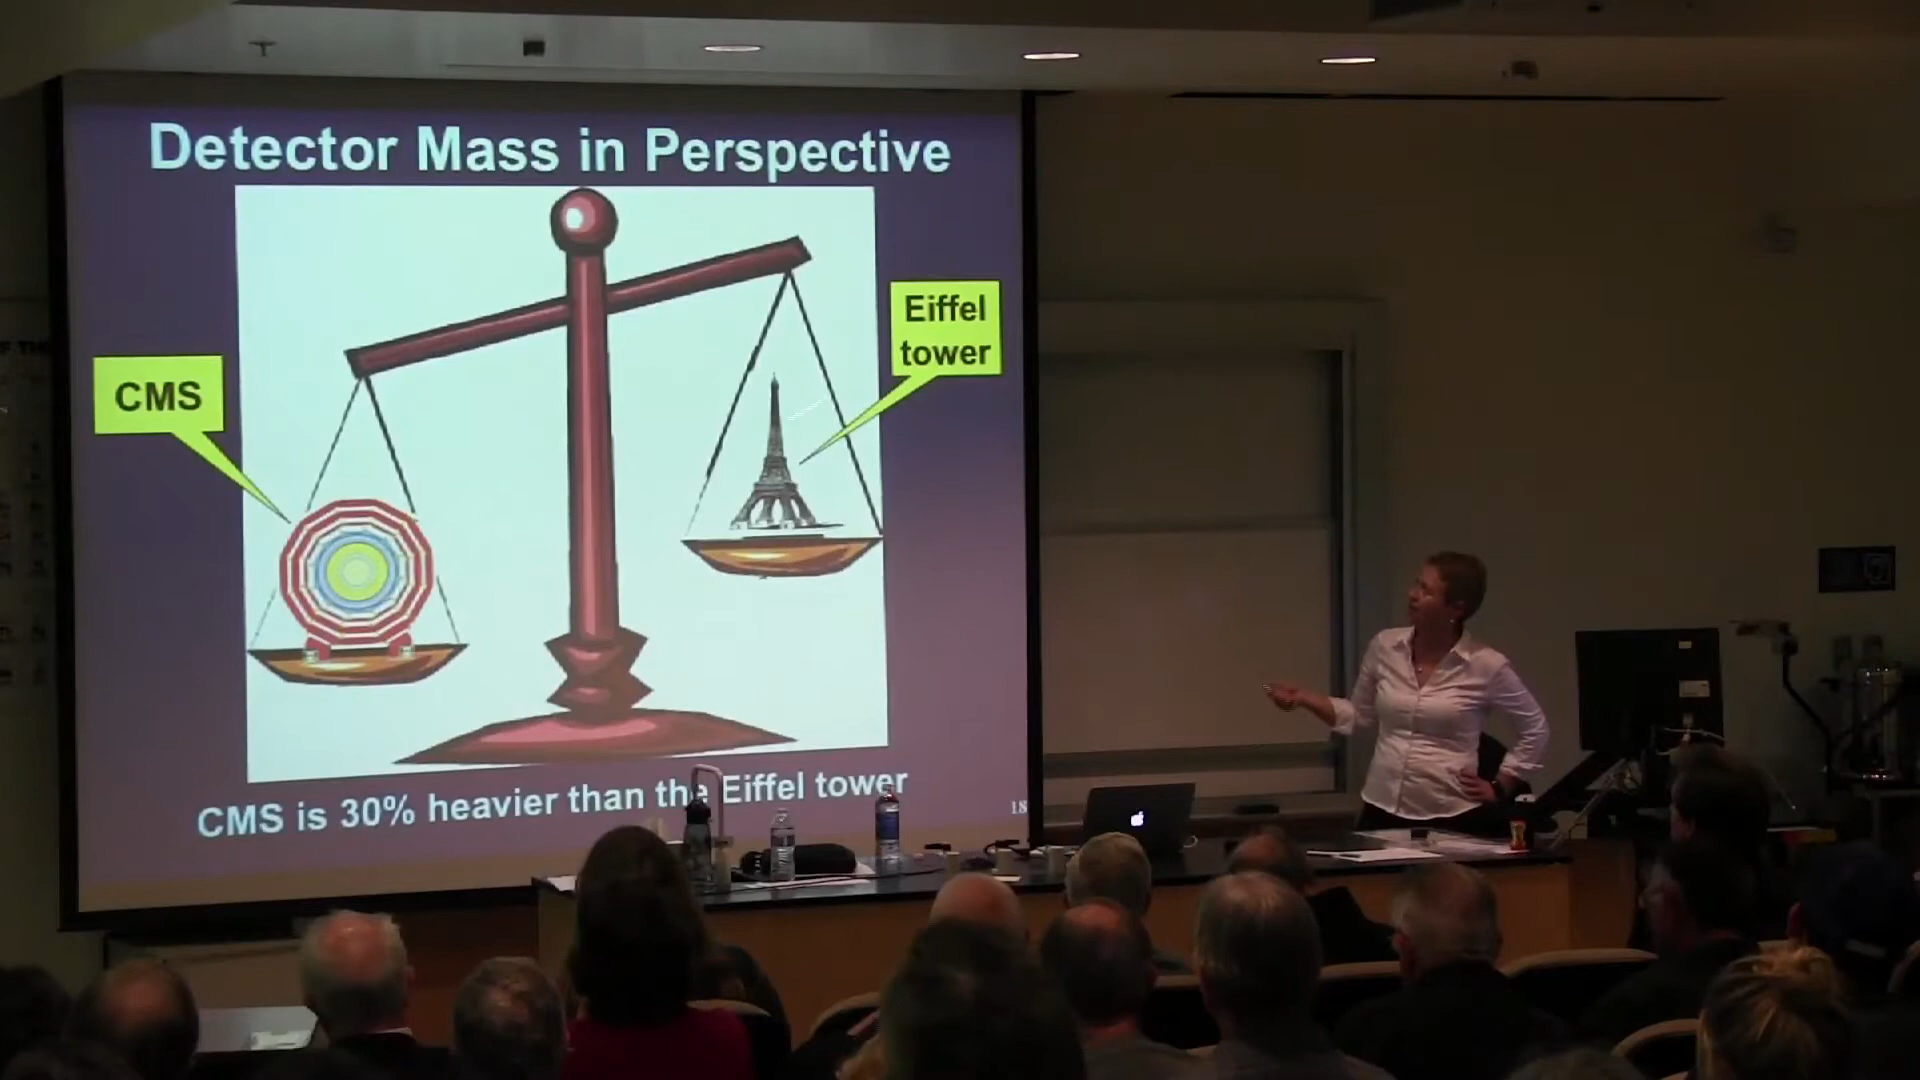 Detector Mass in Perspective
CMS
Eiffel
tower
CMS is 30% heavier than the Eiffel tower
18